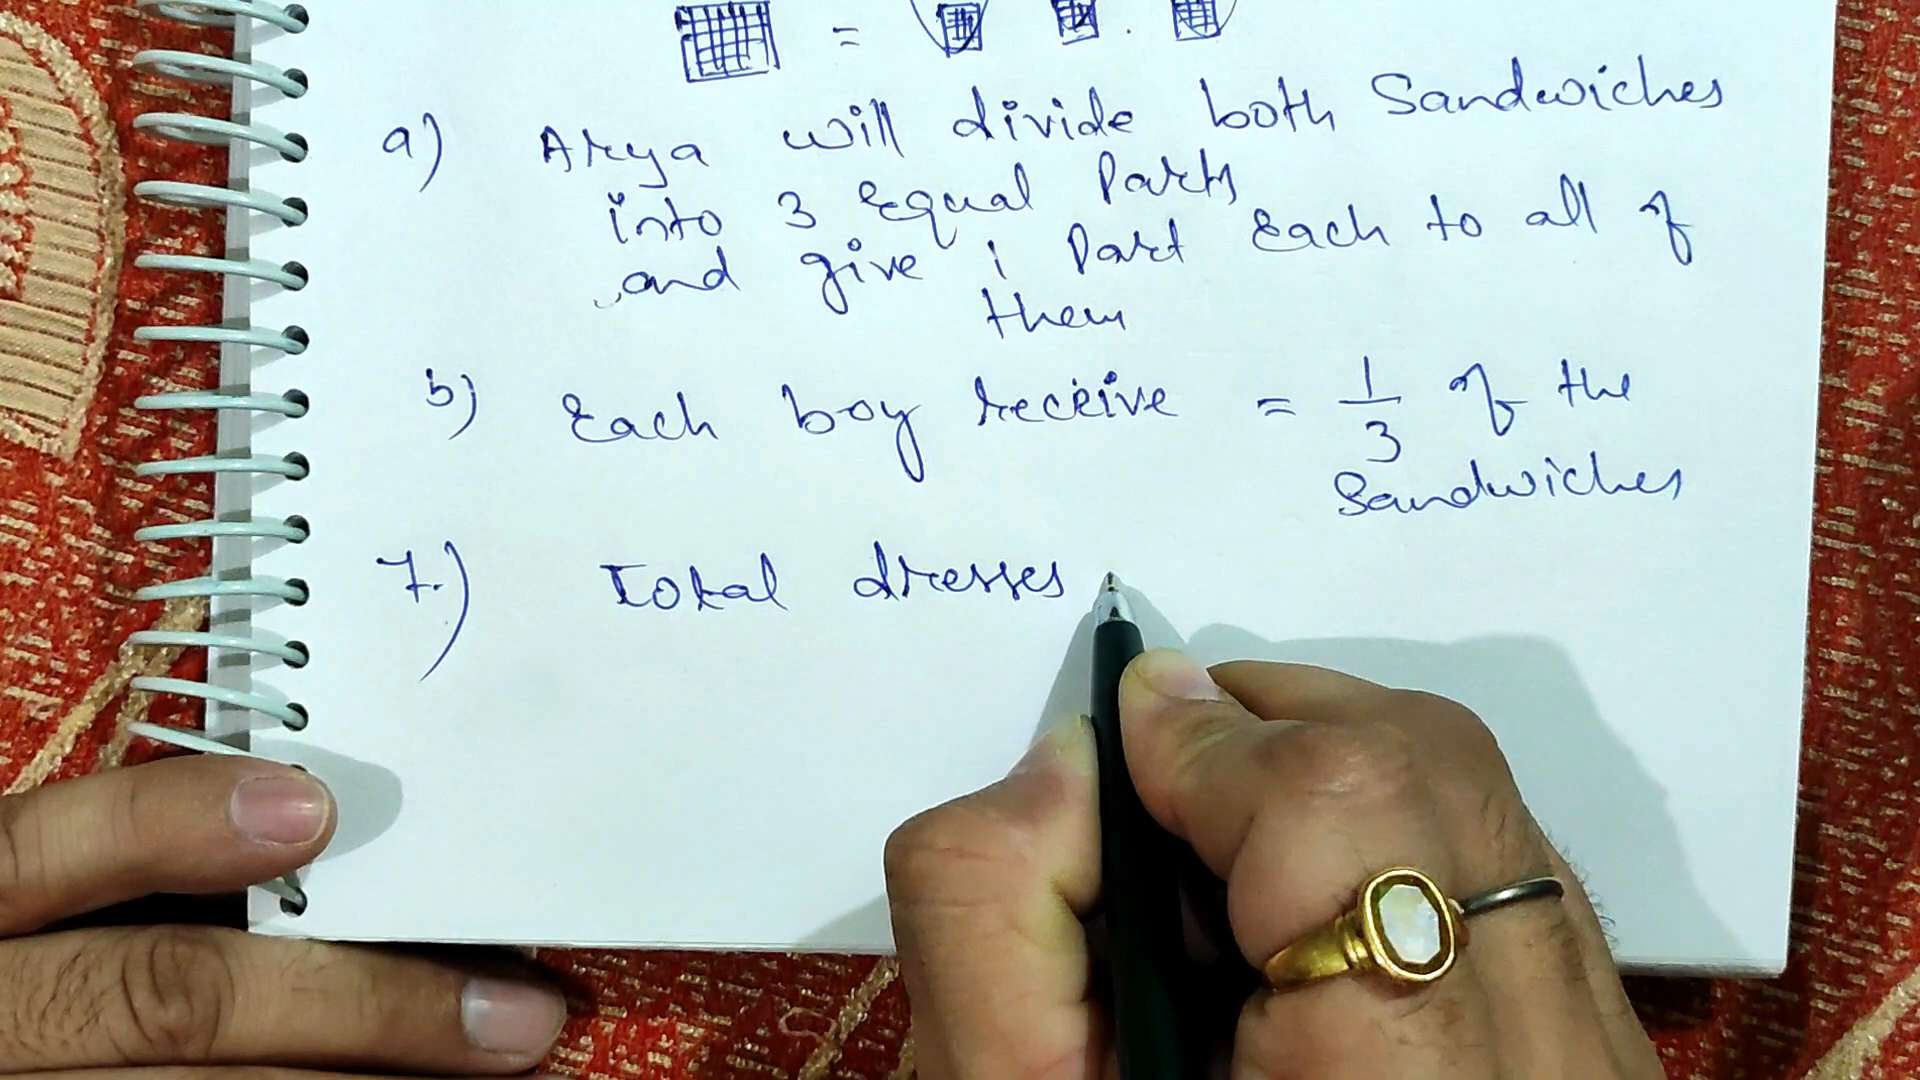 =
a) Arya will divide both Sandwiches
into 3 equal Parts
and give 1 Part each to all of
them
b) Each boy receive = 1/3 of the
Sandwiches
7.) Total dresses